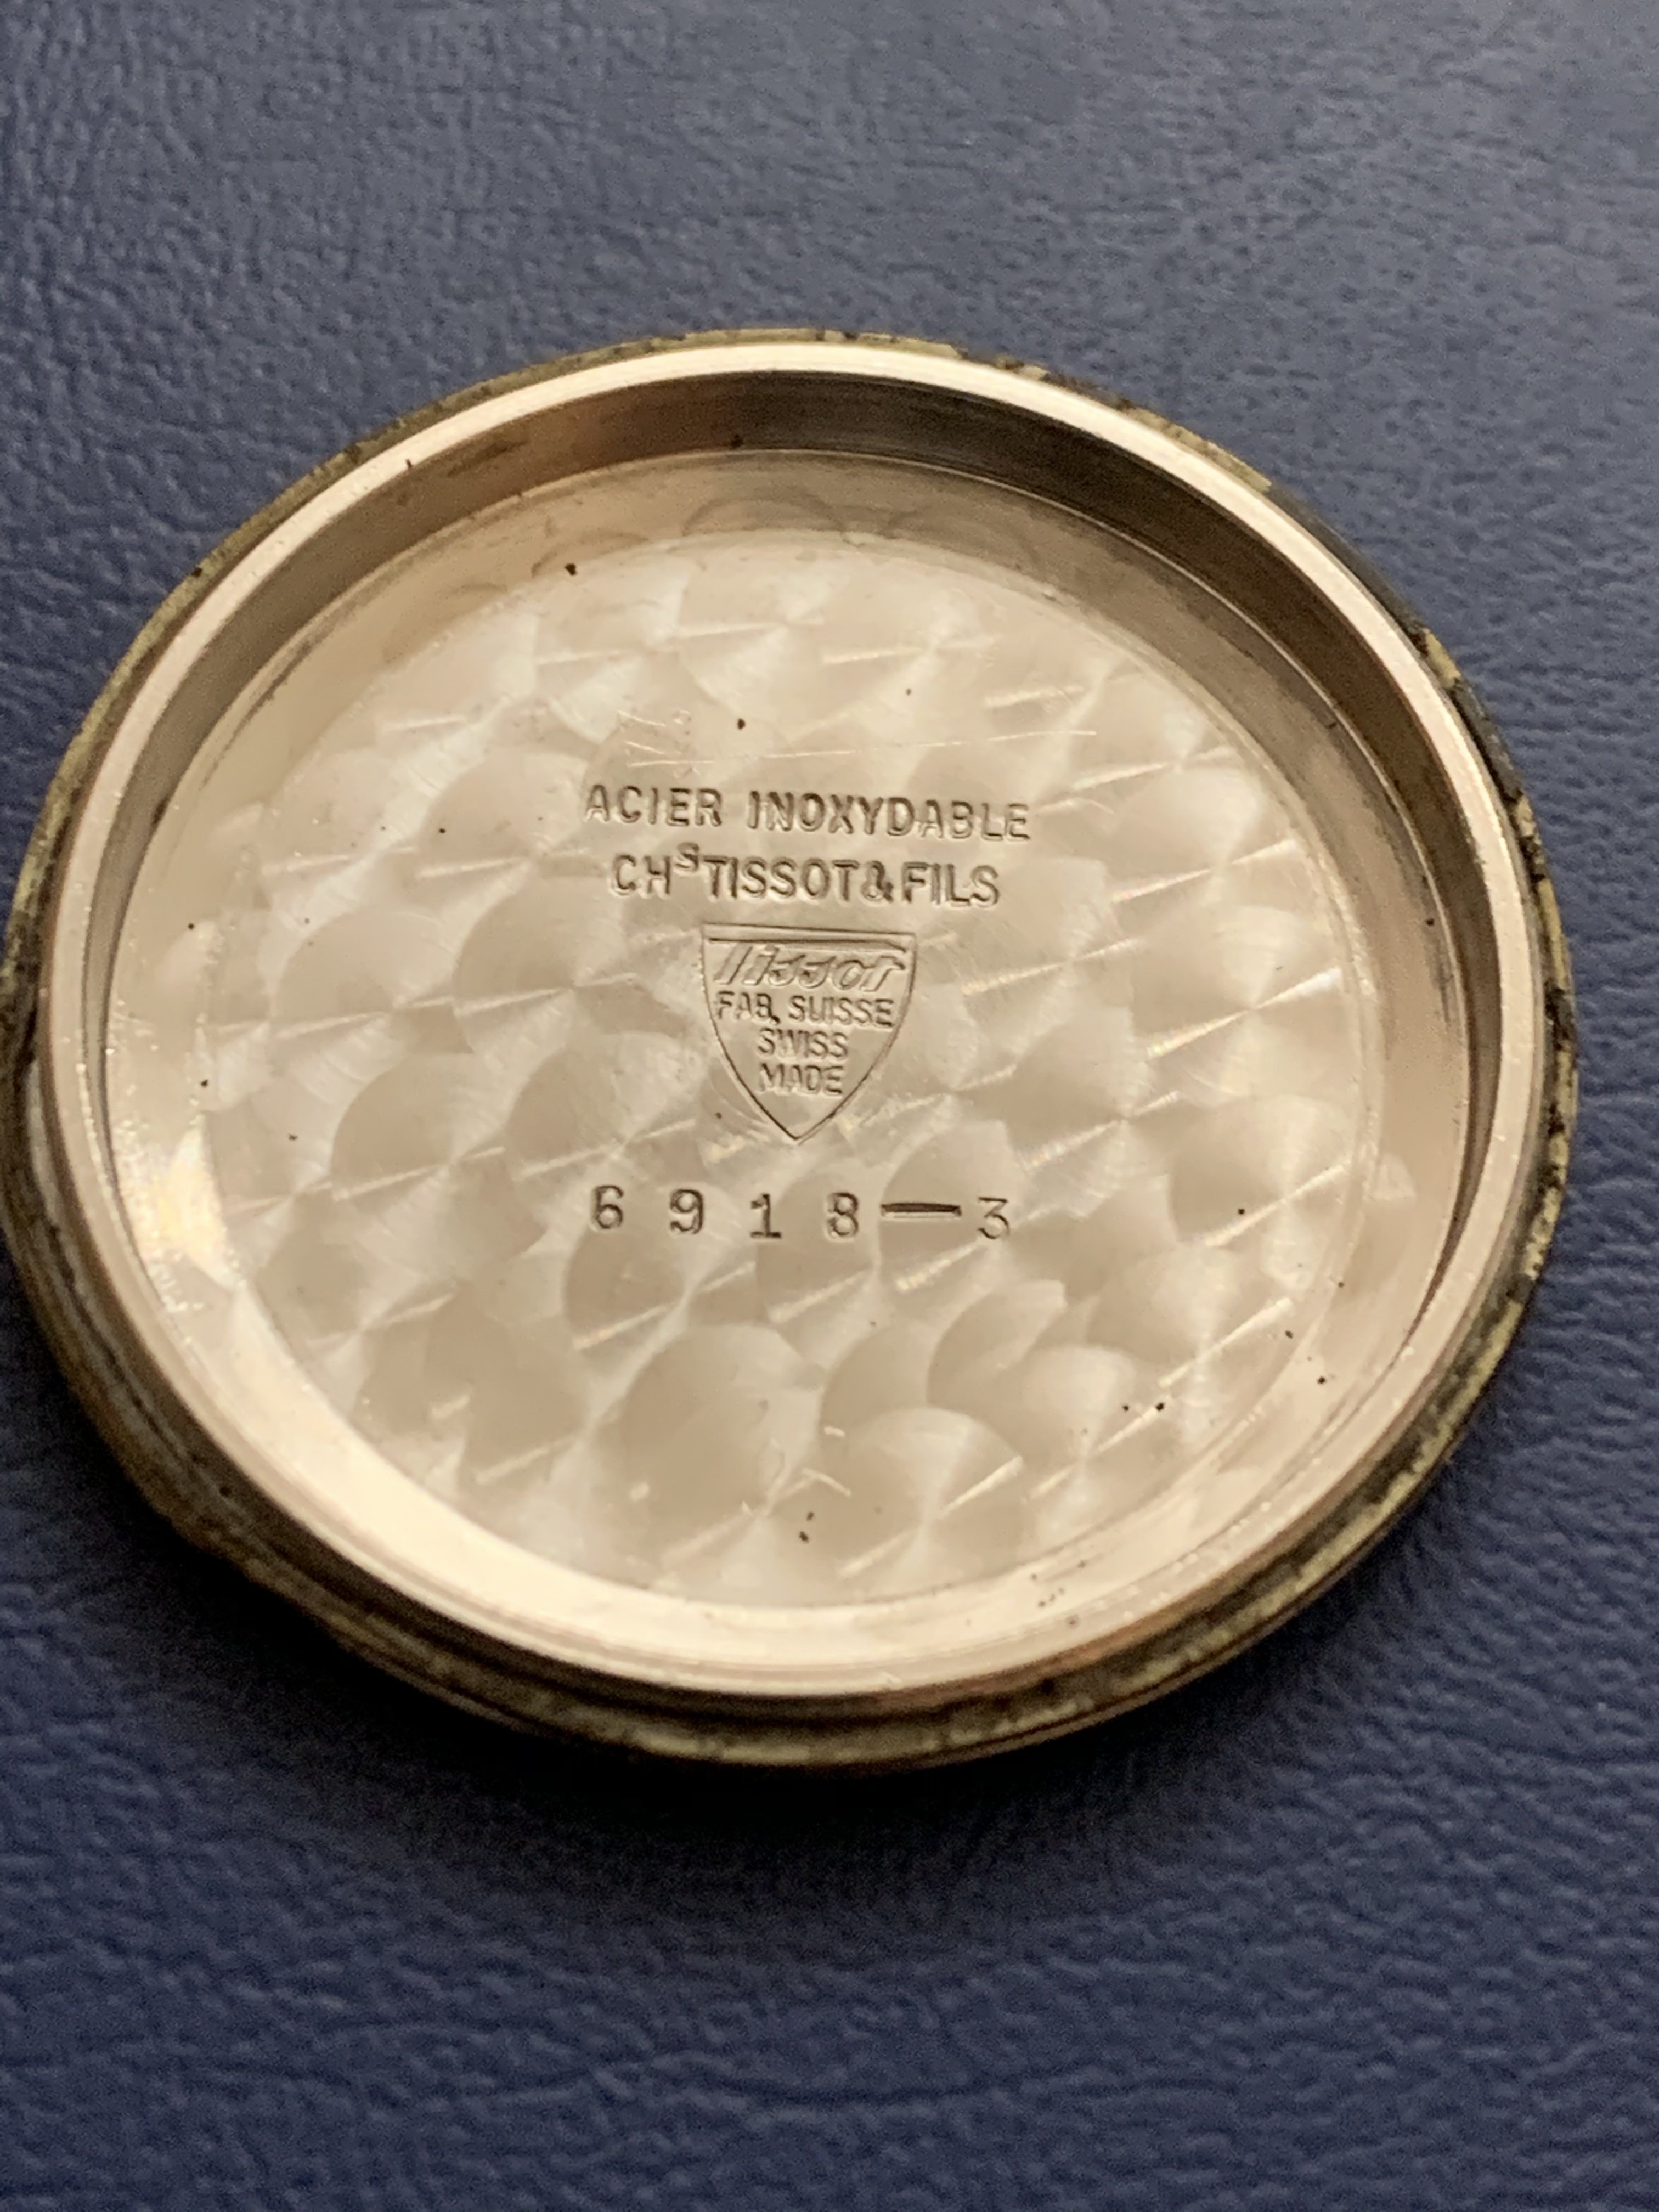 ACIER INOXYDABLE
CHS TISSOT & FILS
Tissot
FAB. SUISSE
SWISS
MADE
6918-3